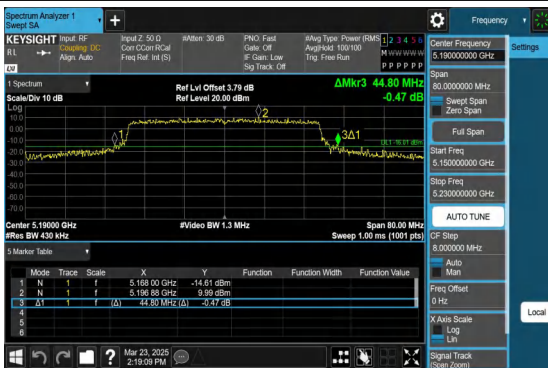 Spectrum Analyzer 1
Swept SA
Frequency
KEYSIGHT
RL
LXI
Input: RF
Coupling: DC
Align: Auto
Input Z: 50 Ω
Corr CCorr RCal
Freq Ref: Int (S)
#Atten: 30 dB
PNO: Fast
Gate: Off
IF Gain: Low
Sig Track: Off
#Avg Type: Power (RMS
Avg|Hold: 100/100
Trig: Free Run
1 2 3 4 5 6
M W W W W W
P P P P P P
Center Frequency
5.190000000 GHz
Settings
Span
80.0000000 MHz
Swept Span
Zero Span
Full Span
Start Freq
5.150000000 GHz
Stop Freq
5.230000000 GHz
AUTO TUNE
CF Step
8.000000 MHz
Auto
Man
Freq Offset
0 Hz
X Axis Scale
Log
Lin
Signal Track
(Span Zoom)
Local
1 Spectrum
Scale/Div 10 dB
Ref Lvl Offset 3.79 dB
Ref Level 20.00 dBm
ΔMkr3 44.80 MHz
-0.47 dB
Log
10.0
0.00
-10.0
-20.0
-30.0
-40.0
-50.0
-60.0
-70.0
1
2
3Δ1
Center 5.19000 GHz
#Res BW 430 kHz
#Video BW 1.3 MHz
Span 80.00 MHz
Sweep 1.00 ms (1001 pts)
5 Marker Table
Mode Trace Scale X Y Function Function Width Function Value
1 N 1 f 5.168 00 GHz -14.61 dBm
2 N 1 f 5.196 88 GHz 9.99 dBm
3 Δ1 1 f (Δ) 44.80 MHz (Δ) -0.47 dB
4
5
6
?
Mar 23, 2025
2:19:09 PM